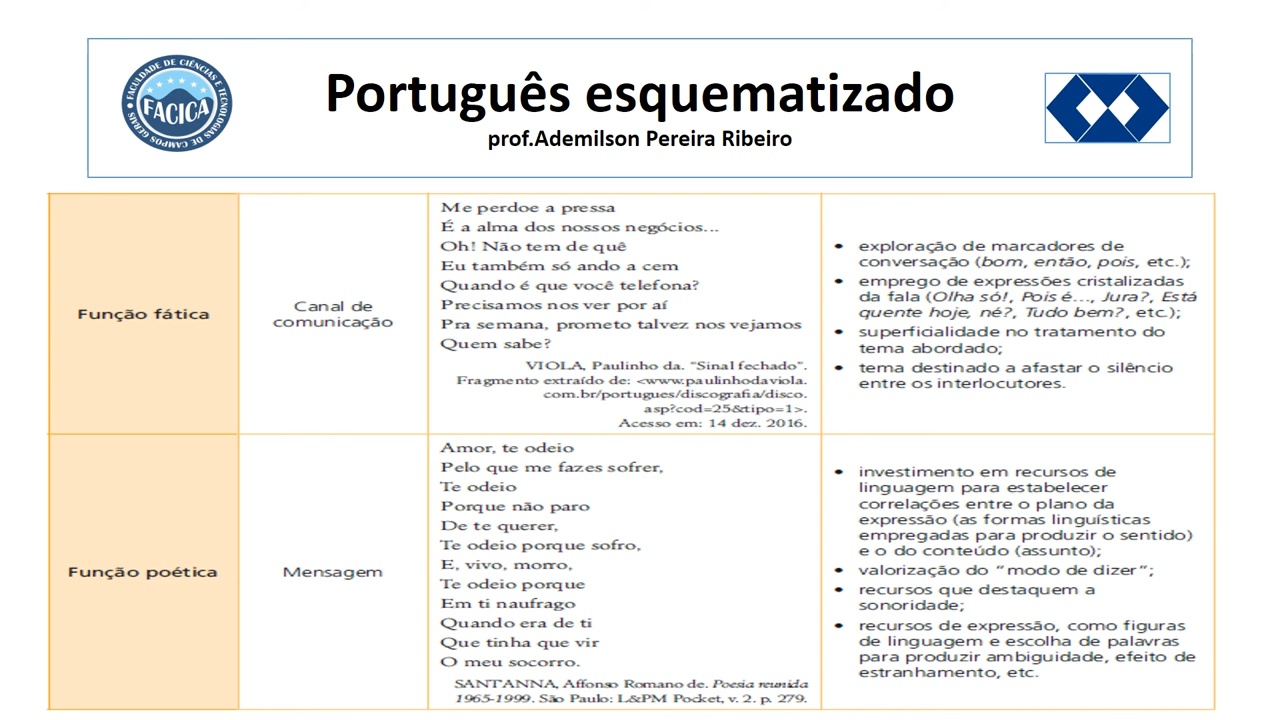 FACULDADE DE CIÊNCIAS E TECNOLOGIAS DE CAMPOS GERAIS
FACICA
Português esquematizado
prof.Ademilson Pereira Ribeiro
Função fática
Canal de
comunicação
Me perdoe a pressa
É a alma dos nossos negócios...
Oh! Não tem de quê
Eu também só ando a cem
Quando é que você telefona?
Precisamos nos ver por aí
Pra semana, prometo talvez nos vejamos
Quem sabe?
VIOLA, Paulinho da. “Sinal fechado”.
Fragmento extraído de: <www.paulinhodaviola.
com.br/portugues/discografia/disco.
asp?cod=25&tipo=1>.
Acesso em: 14 dez. 2016.
• exploração de marcadores de
conversação (bom, então, pois, etc.);
• emprego de expressões cristalizadas
da fala (Olha só!, Pois é..., Jura?, Está
quente hoje, né?, Tudo bem?, etc.);
• superficialidade no tratamento do
tema abordado;
• tema destinado a afastar o silêncio
entre os interlocutores.
Função poética
Mensagem
Amor, te odeio
Pelo que me fazes sofrer,
Te odeio
Porque não paro
De te querer,
Te odeio porque sofro,
E, vivo, morro,
Te odeio porque
Em ti naufrago
Quando era de ti
Que tinha que vir
O meu socorro.
SANTANNA, Affonso Romano de. Poesia reunida
1965-1999. São Paulo: L&PM Pocket, v. 2. p. 279.
• investimento em recursos de
linguagem para estabelecer
correlações entre o plano da
expressão (as formas linguísticas
empregadas para produzir o sentido)
e o do conteúdo (assunto);
• valorização do “modo de dizer”;
• recursos que destaquem a
sonoridade;
• recursos de expressão, como figuras
de linguagem e escolha de palavras
para produzir ambiguidade, efeito de
estranhamento, etc.